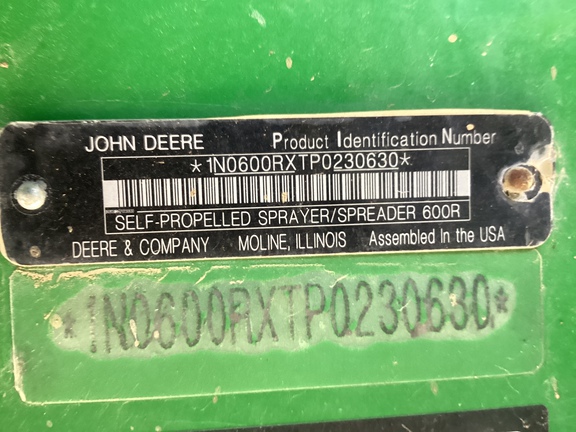 JOHN DEERE Product Identification Number
*1N0600RXTP0230630*
SELF-PROPELLED SPRAYER/SPREADER 600R
DEERE & COMPANY MOLINE, ILLINOIS Assembled In the USA
*1N0600RXTP0230630*